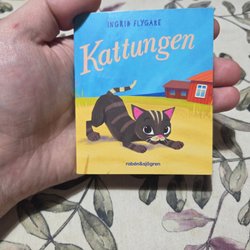 INGRID FLYGARE
Kattungen
rabén&sjögren